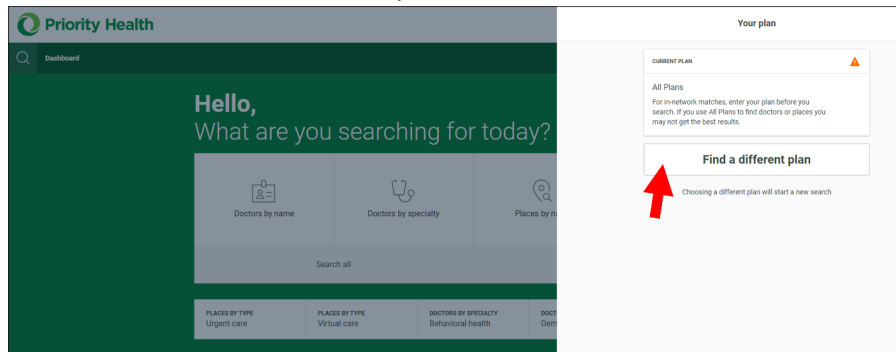 Priority Health
Dashboard
Hello,
What are you searching for today?
Doctors by name
Doctors by specialty
Places by
Search all
PLACES BY TYPE
Urgent care
PLACES BY TYPE
Virtual care
DOCTORS BY SPECIALTY
Behavioral health
Your plan
CURRENT PLAN
All Plans
For in-network matches, enter your plan before you
search. If you use All Plans to find doctors or places you
may not get the best results.
Find a different plan
Choosing a different plan will start a new search